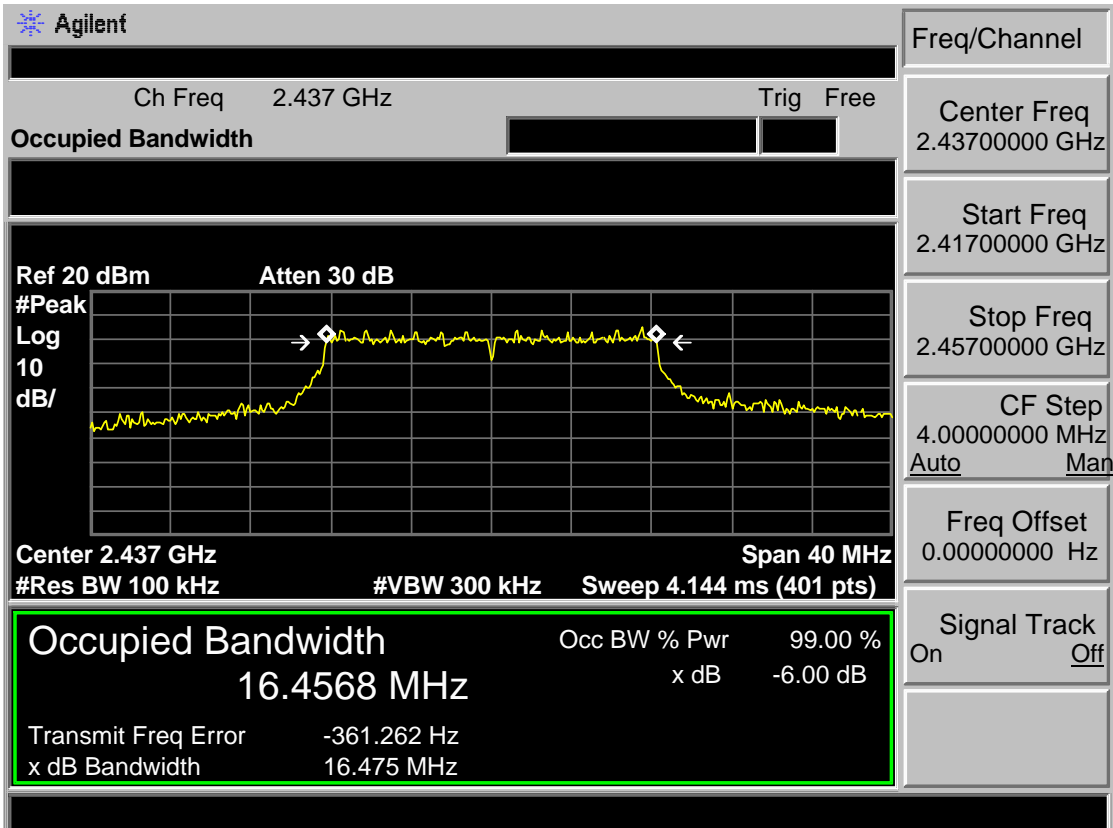 Agilent
Freq/Channel
Ch Freq 2.437 GHz Trig Free
Occupied Bandwidth
Center Freq
2.43700000 GHz
Start Freq
2.41700000 GHz
Stop Freq
2.45700000 GHz
CF Step
4.00000000 MHz
Auto Man
Freq Offset
0.00000000 Hz
Signal Track
On Off
Ref 20 dBm Atten 30 dB
#Peak
Log
10
dB/
Center 2.437 GHz Span 40 MHz
#Res BW 100 kHz #VBW 300 kHz Sweep 4.144 ms (401 pts)
Occupied Bandwidth
16.4568 MHz
Occ BW % Pwr 99.00 %
x dB -6.00 dB
Transmit Freq Error -361.262 Hz
x dB Bandwidth 16.475 MHz